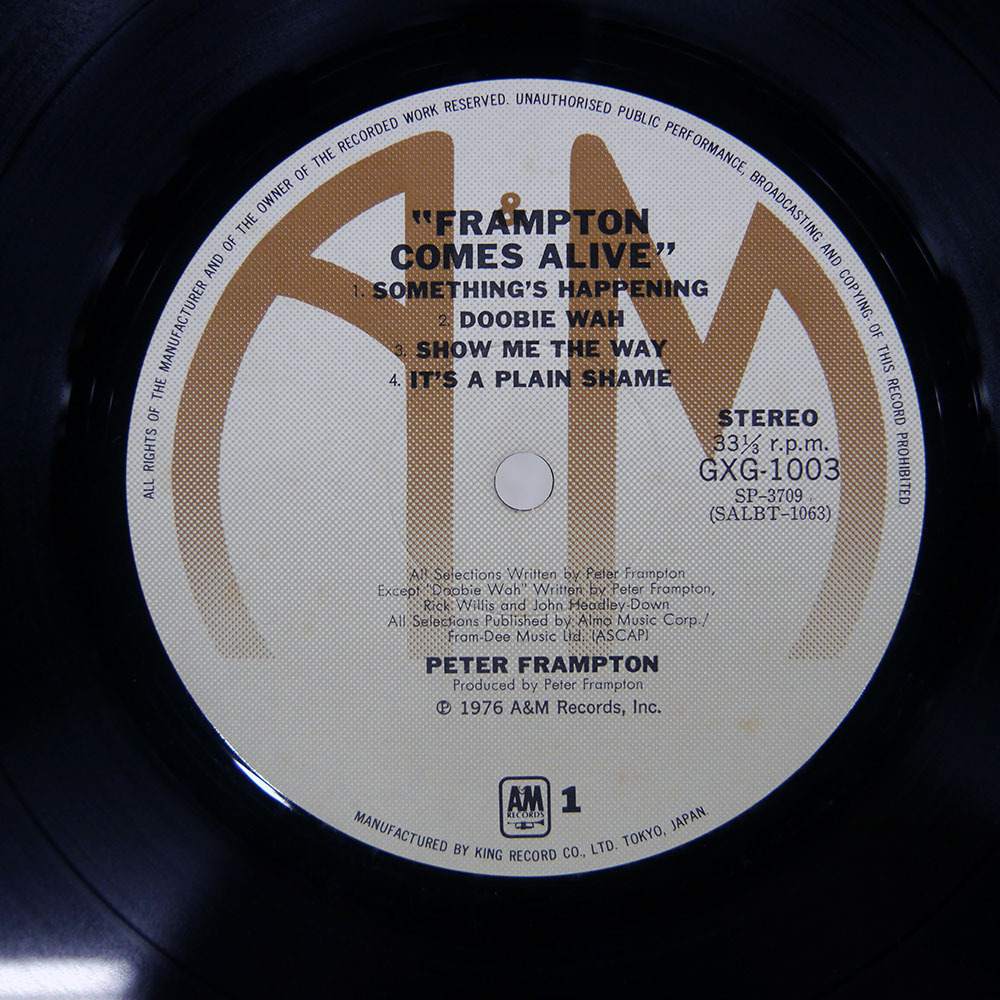 ALL RIGHTS OF THE MANUFACTURER AND OF THE OWNER OF THE RECORDED WORK RESERVED. UNAUTHORISED PUBLIC PERFORMANCE, BROADCASTING AND COPYING OF THIS RECORD PROHIBITED
A&M
"FRAMPTON
COMES ALIVE"
1. SOMETHING'S HAPPENING
2. DOOBIE WAH
3. SHOW ME THE WAY
4. IT'S A PLAIN SHAME
STEREO
33⅓ r.p.m.
GXG-1003
SP-3709
(SALBT-1063)
All Selections Written by Peter Frampton
Except "Doobie Wah" Written by Peter Frampton,
Rick Willis and John Headley-Down
All Selections Published by Almo Music Corp./
Fram-Dee Music Ltd. (ASCAP)
PETER FRAMPTON
Produced by Peter Frampton
℗ 1976 A&M Records, Inc.
A&M RECORDS 1
MANUFACTURED BY KING RECORD CO., LTD. TOKYO, JAPAN.